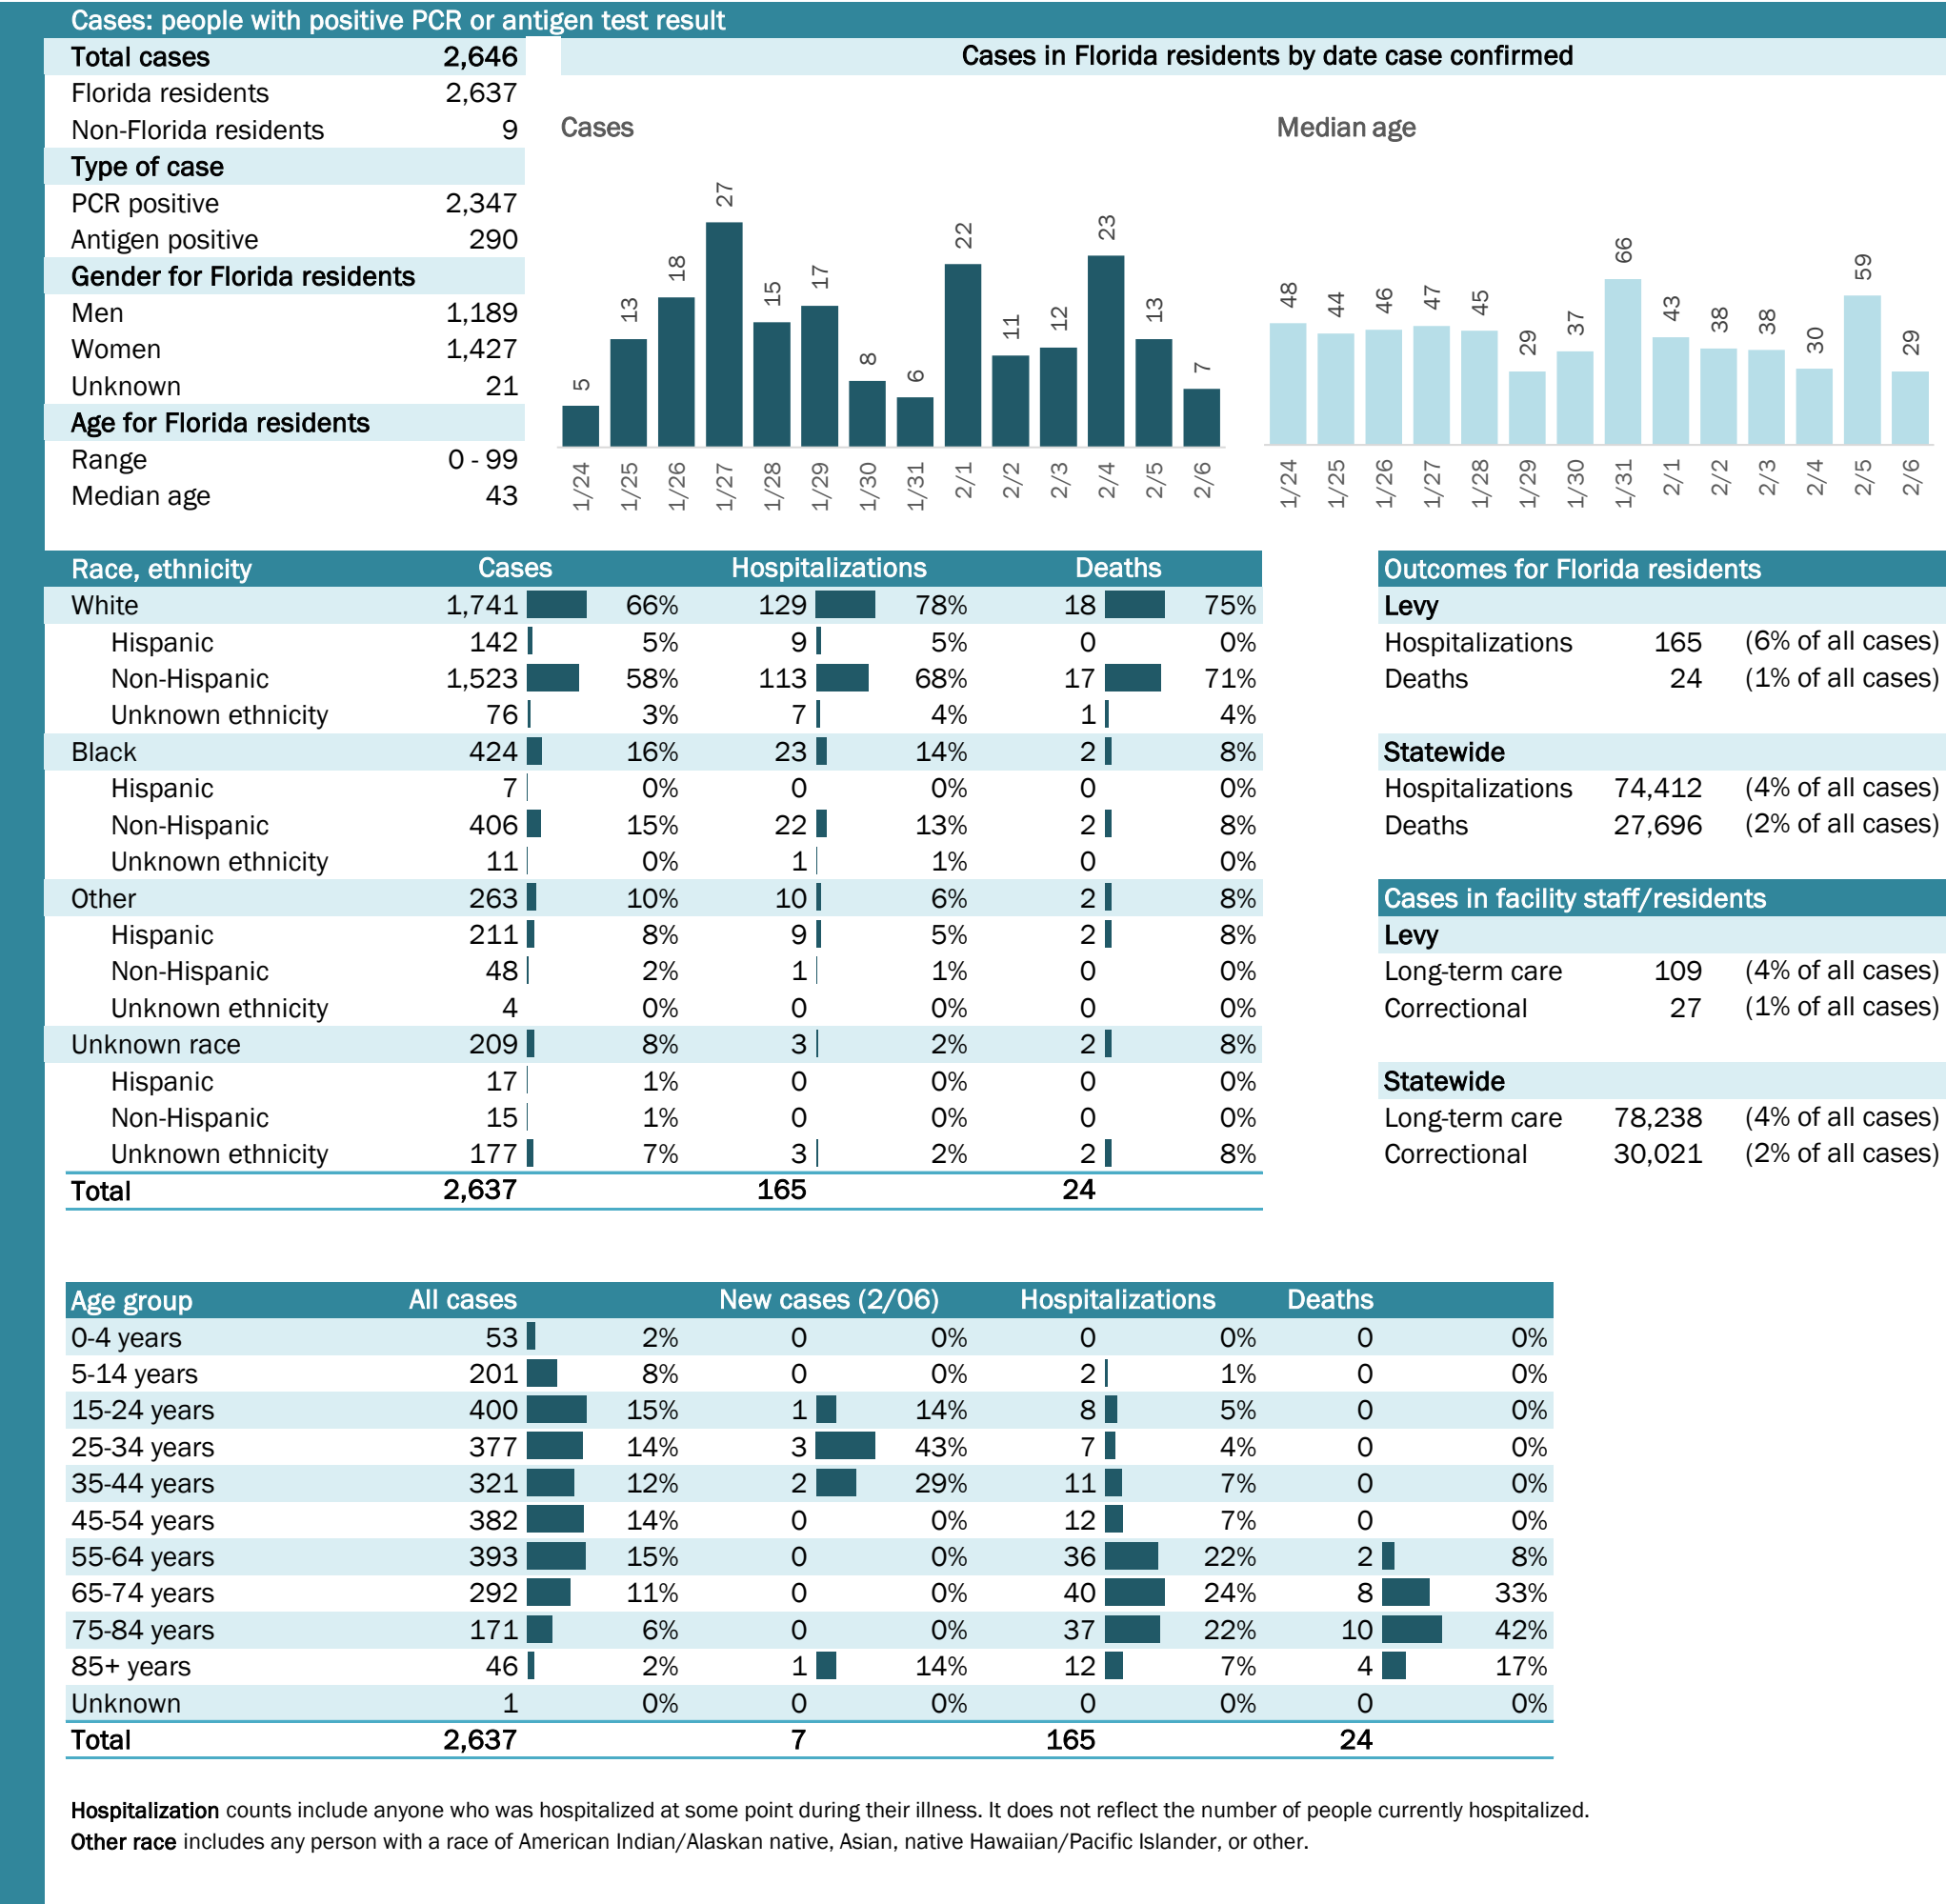 Cases: people with positive PCR or antigen test result
Total cases 2,646
Florida residents 2,637
Non-Florida residents 9
Type of case
PCR positive 2,347
Antigen positive 290
Gender for Florida residents
Men 1,189
Women 1,427
Unknown 21
Age for Florida residents
Range 0 - 99
Median age 43
Cases in Florida residents by date case confirmed
Cases
5 13 18 27 15 17 8 6 22 11 12 23 13 7
1/24 1/25 1/26 1/27 1/28 1/29 1/30 1/31 2/1 2/2 2/3 2/4 2/5 2/6
Median age
48 44 46 47 45 29 37 66 43 38 38 30 59 29
1/24 1/25 1/26 1/27 1/28 1/29 1/30 1/31 2/1 2/2 2/3 2/4 2/5 2/6
Race, ethnicity Cases Hospitalizations Deaths
White 1,741 66% 129 78% 18 75%
Hispanic 142 5% 9 5% 0 0%
Non-Hispanic 1,523 58% 113 68% 17 71%
Unknown ethnicity 76 3% 7 4% 1 4%
Black 424 16% 23 14% 2 8%
Hispanic 7 0% 0 0% 0 0%
Non-Hispanic 406 15% 22 13% 2 8%
Unknown ethnicity 11 0% 1 1% 0 0%
Other 263 10% 10 6% 2 8%
Hispanic 211 8% 9 5% 2 8%
Non-Hispanic 48 2% 1 1% 0 0%
Unknown ethnicity 4 0% 0 0% 0 0%
Unknown race 209 8% 3 2% 2 8%
Hispanic 17 1% 0 0% 0 0%
Non-Hispanic 15 1% 0 0% 0 0%
Unknown ethnicity 177 7% 3 2% 2 8%
Total 2,637 165 24
Outcomes for Florida residents
Levy
Hospitalizations 165 (6% of all cases)
Deaths 24 (1% of all cases)
Statewide
Hospitalizations 74,412 (4% of all cases)
Deaths 27,696 (2% of all cases)
Cases in facility staff/residents
Levy
Long-term care 109 (4% of all cases)
Correctional 27 (1% of all cases)
Statewide
Long-term care 78,238 (4% of all cases)
Correctional 30,021 (2% of all cases)
Age group All cases New cases (2/06) Hospitalizations Deaths
0-4 years 53 2% 0 0% 0 0% 0 0%
5-14 years 201 8% 0 0% 2 1% 0 0%
15-24 years 400 15% 1 14% 8 5% 0 0%
25-34 years 377 14% 3 43% 7 4% 0 0%
35-44 years 321 12% 2 29% 11 7% 0 0%
45-54 years 382 14% 0 0% 12 7% 0 0%
55-64 years 393 15% 0 0% 36 22% 2 8%
65-74 years 292 11% 0 0% 40 24% 8 33%
75-84 years 171 6% 0 0% 37 22% 10 42%
85+ years 46 2% 1 14% 12 7% 4 17%
Unknown 1 0% 0 0% 0 0% 0 0%
Total 2,637 7 165 24
Hospitalization counts include anyone who was hospitalized at some point during their illness. It does not reflect the number of people currently hospitalized.
Other race includes any person with a race of American Indian/Alaskan native, Asian, native Hawaiian/Pacific Islander, or other.